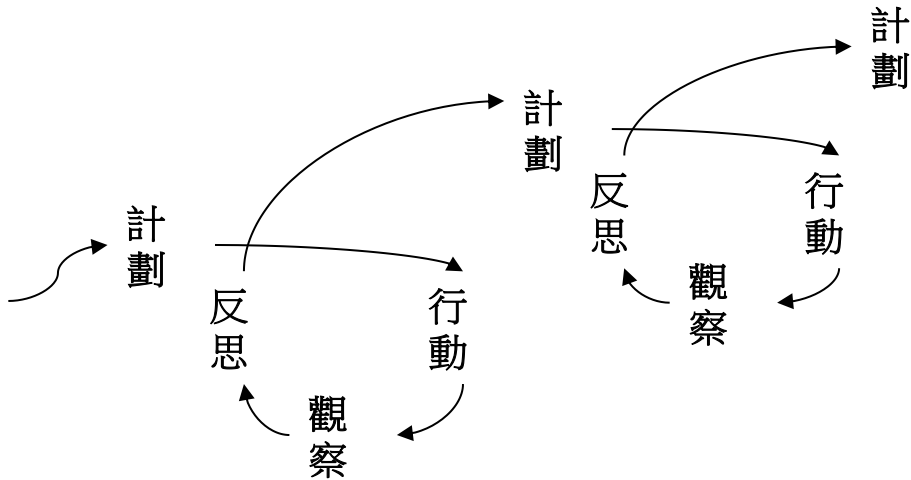 計
劃
反
思
行
動
觀
察
計
劃
反
思
行
動
觀
察
計
劃